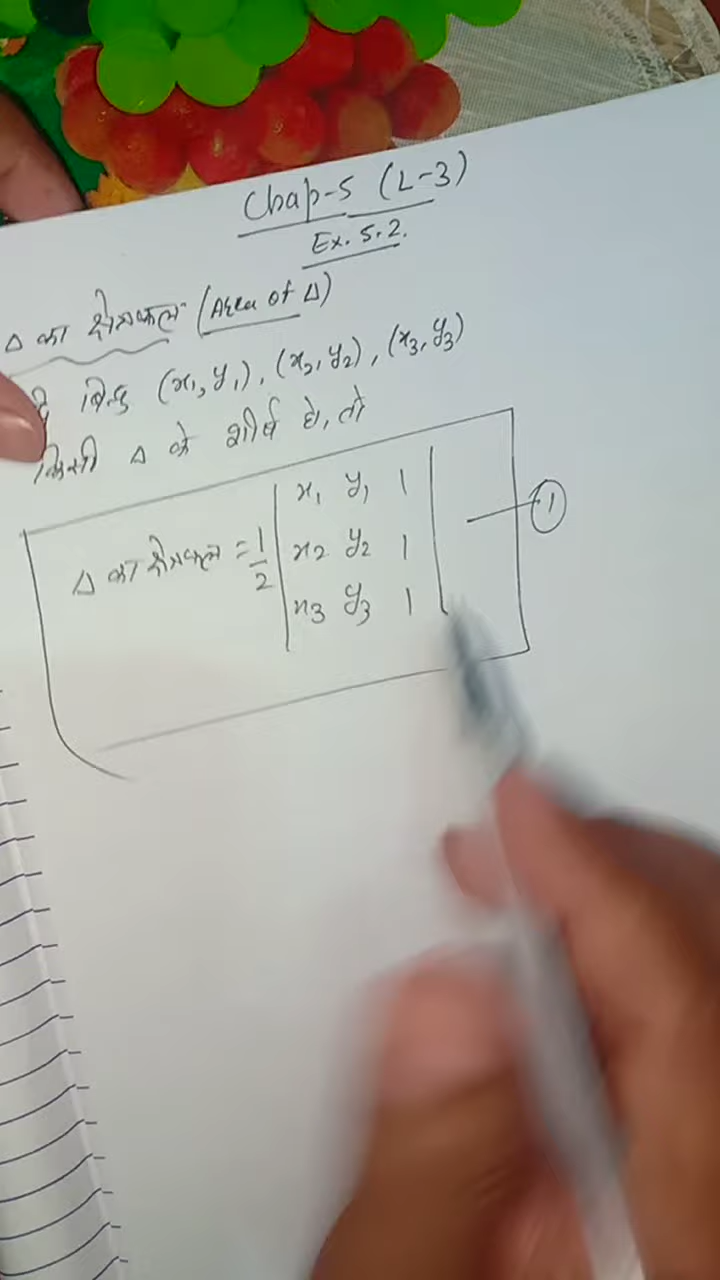 Chap-5 (L-3)
Ex. 5.2.
Δ का क्षेत्रफल (Area of Δ)
बिन्दु (x₁, y₁), (x₂, y₂), (x₃, y₃)
किसी Δ के शीर्ष हो, तो
Δ का क्षेत्रफल = 1/2 | x₁ y₁ 1 |
| x₂ y₂ 1 |
| x₃ y₃ 1 |
①